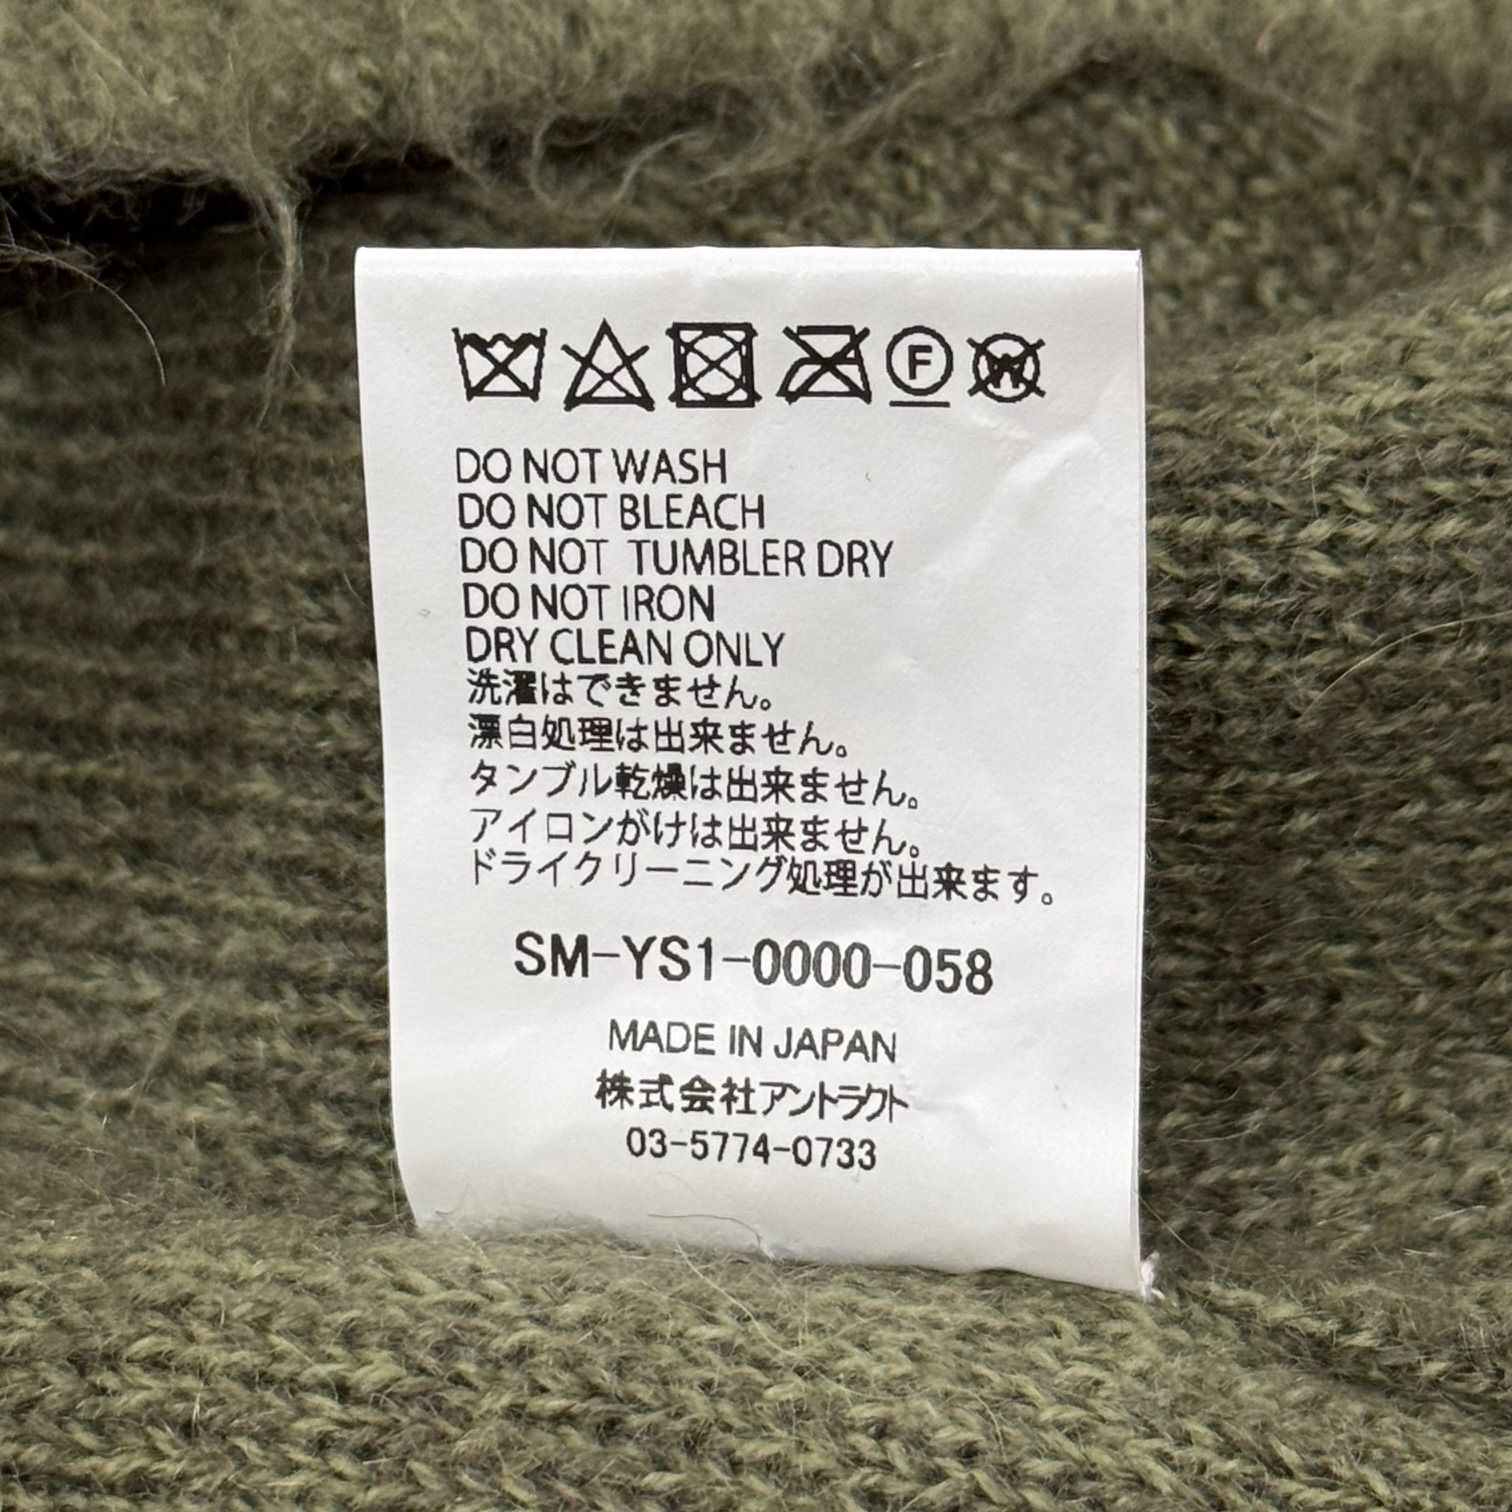 F W
DO NOT WASH
DO NOT BLEACH
DO NOT TUMBLER DRY
DO NOT IRON
DRY CLEAN ONLY
洗濯はできません。
漂白処理は出来ません。
タンブル乾燥は出来ません。
アイロンがけは出来ません。
ドライクリーニング処理が出来ます。
SM-YS1-0000-058
MADE IN JAPAN
株式会社アントラクト
03-5774-0733